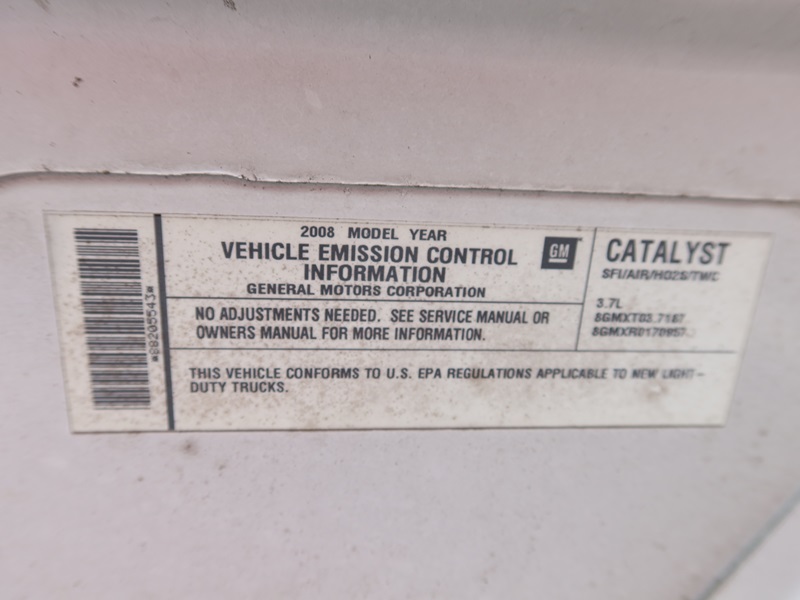 *89205543*
2008 MODEL YEAR
VEHICLE EMISSION CONTROL
INFORMATION
GENERAL MOTORS CORPORATION
GM
NO ADJUSTMENTS NEEDED. SEE SERVICE MANUAL OR
OWNERS MANUAL FOR MORE INFORMATION.
CATALYST
SFI/AIR/HO2S/TWC
3.7L
THIS VEHICLE CONFORMS TO U.S. EPA REGULATIONS APPLICABLE TO NEW LIGHT-
DUTY TRUCKS.